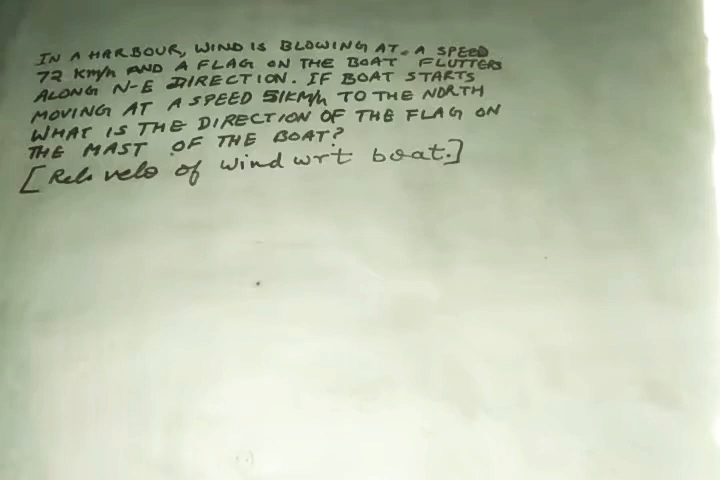 IN A HARBOUR, WIND IS BLOWING AT A SPEED
72 Km/h AND A FLAG ON THE BOAT FLUTTERS
ALONG N-E DIRECTION. IF BOAT STARTS
MOVING AT A SPEED 51KM/h TO THE NORTH
WHAT IS THE DIRECTION OF THE FLAG ON
THE MAST OF THE BOAT?
[Rel. velo of wind wrt boat.]